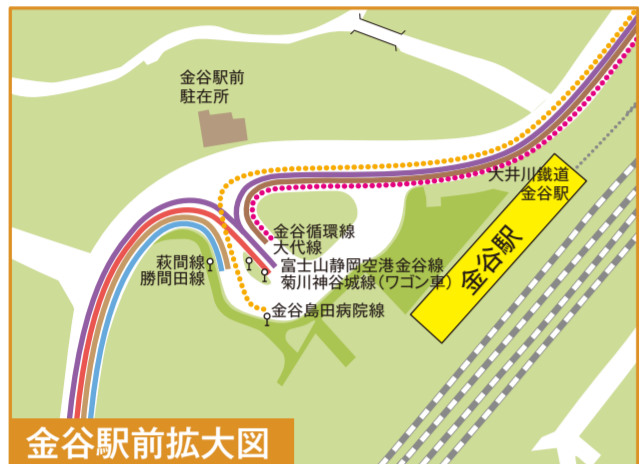 金谷駅前
駐在所
大井川鐵道
金谷駅
金谷駅
金谷循環線
大代線
富士山静岡空港金谷線
菊川神谷城線(ワゴン車)
萩間線
勝間田線
金谷島田病院線
金谷駅前拡大図